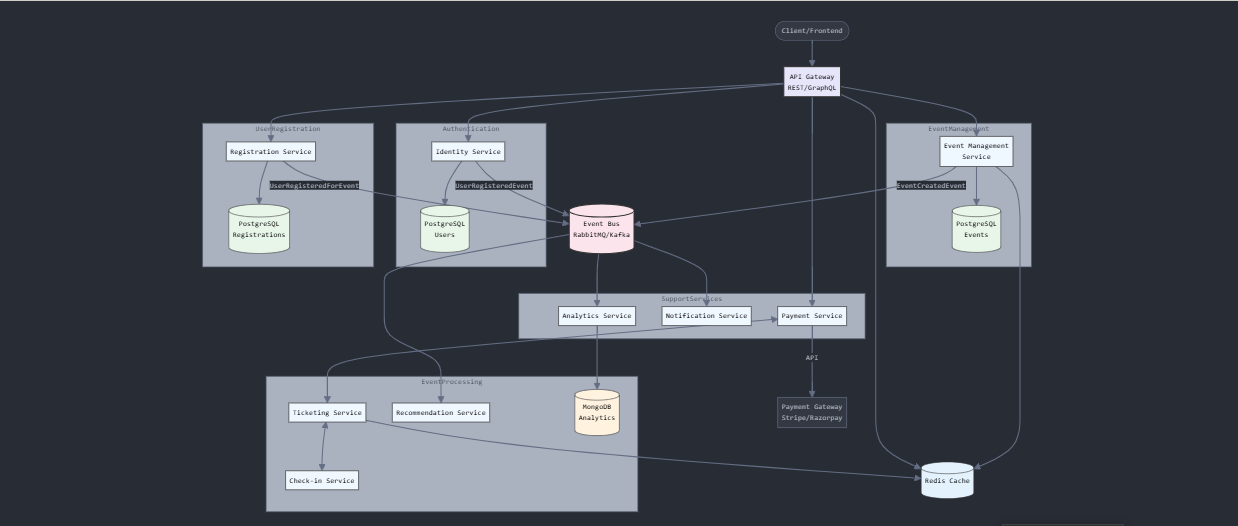 Client/Frontend
API Gateway
REST/GraphQL
UserRegistration
Authentication
EventManagement
Registration Service
Identity Service
Event Management
Service
UserRegisteredForEvent
UserRegisteredEvent
EventCreatedEvent
PostgreSQL
Registrations
PostgreSQL
Users
Event Bus
RabbitMQ/Kafka
PostgreSQL
Events
SupportServices
Analytics Service
Notification Service
Payment Service
API
EventProcessing
Ticketing Service
Recommendation Service
MongoDB
Analytics
Payment Gateway
Stripe/Razorpay
Check-in Service
Redis Cache